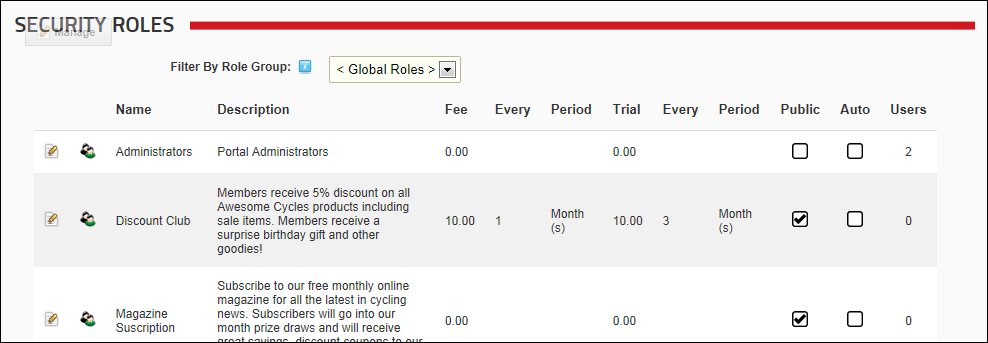 SECURITY ROLES
Manage
Filter By Role Group: < Global Roles >
Name Description Fee Every Period Trial Every Period Public Auto Users
Administrators Portal Administrators 0.00 0.00 2
Members receive 5% discount on all
Awesome Cycles products including
sale items. Members receive a
surprise birthday gift and other
goodies!
Discount Club 10.00 1 Month
(s) 10.00 3 Month
(s) 0
Subscribe to our free monthly online
magazine for all the latest in cycling
news. Subscribers will go into our
month prize draws and will receive
great savings, discount coupons to our
Magazine
Suscription 0.00 0.00 0